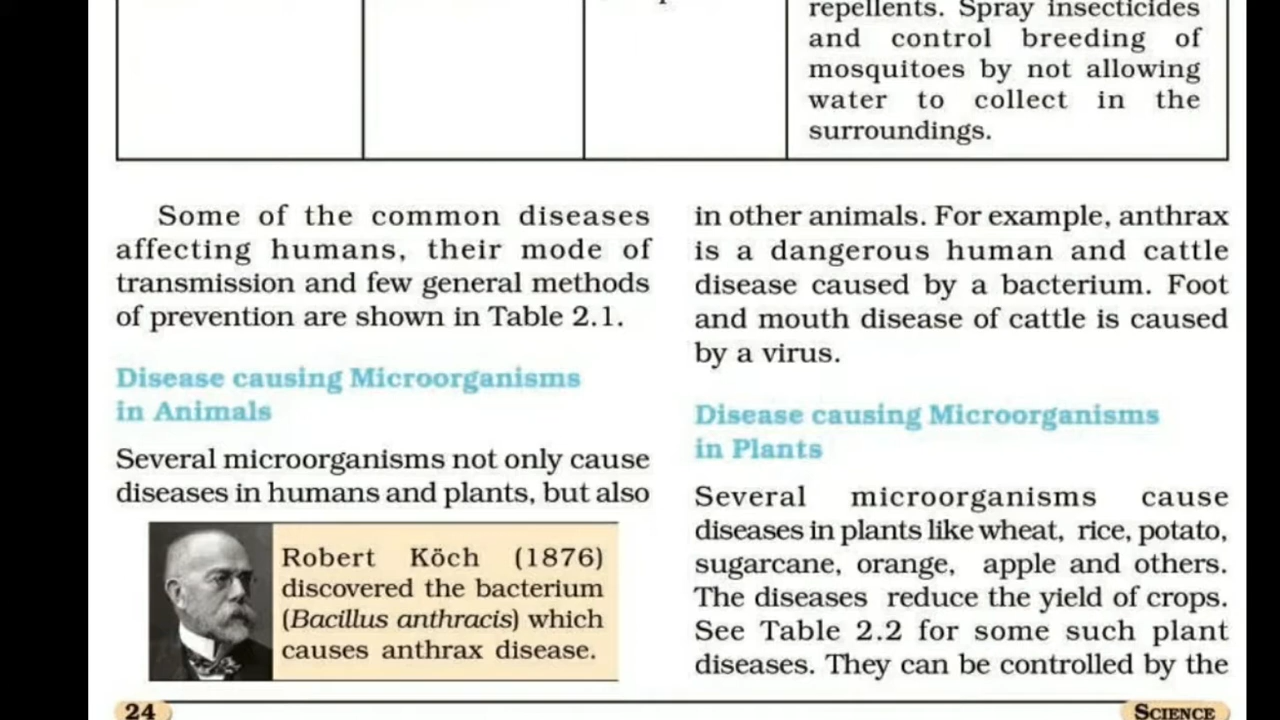 repellents. Spray insecticides
and control breeding of
mosquitoes by not allowing
water to collect in the
surroundings.
Some of the common diseases
affecting humans, their mode of
transmission and few general methods
of prevention are shown in Table 2.1.
Disease causing Microorganisms
in Animals
Several microorganisms not only cause
diseases in humans and plants, but also
Robert Köch (1876)
discovered the bacterium
(Bacillus anthracis) which
causes anthrax disease.
in other animals. For example, anthrax
is a dangerous human and cattle
disease caused by a bacterium. Foot
and mouth disease of cattle is caused
by a virus.
Disease causing Microorganisms
in Plants
Several microorganisms cause
diseases in plants like wheat, rice, potato,
sugarcane, orange, apple and others.
The diseases reduce the yield of crops.
See Table 2.2 for some such plant
diseases. They can be controlled by the
24
SCIENCE